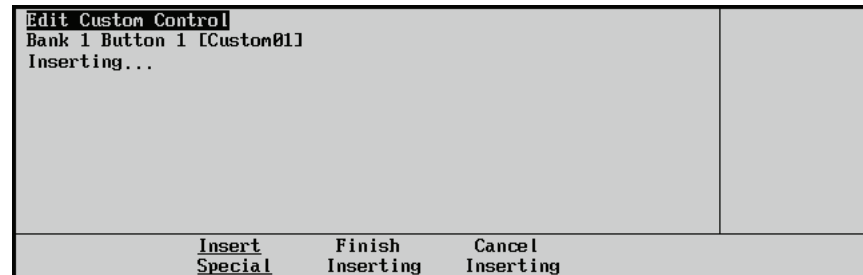 Edit Custom Control
Bank 1 Button 1 [Custom01]
Inserting...
Insert Finish Cancel
Special Inserting Inserting